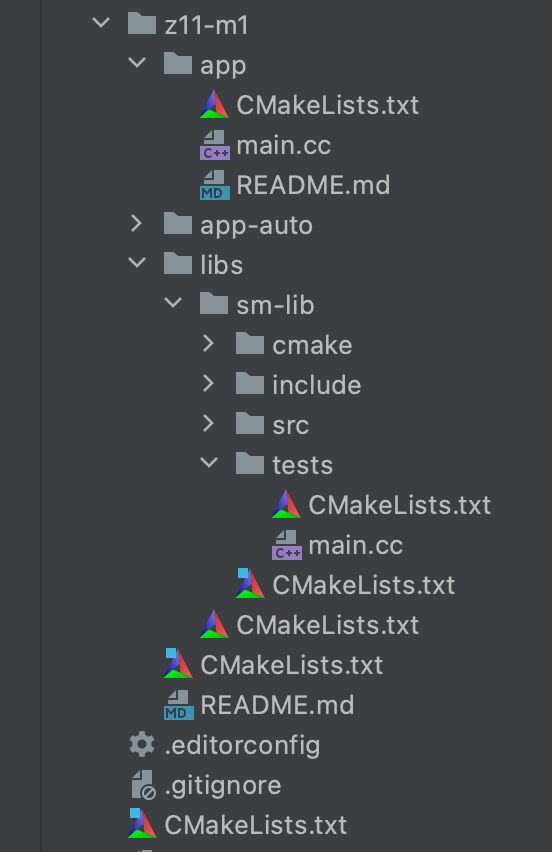 z11-m1
app
CMakeLists.txt
C++ main.cc
MD README.md
app-auto
libs
sm-lib
cmake
include
src
tests
CMakeLists.txt
C++ main.cc
CMakeLists.txt
CMakeLists.txt
CMakeLists.txt
MD README.md
.editorconfig
.gitignore
CMakeLists.txt